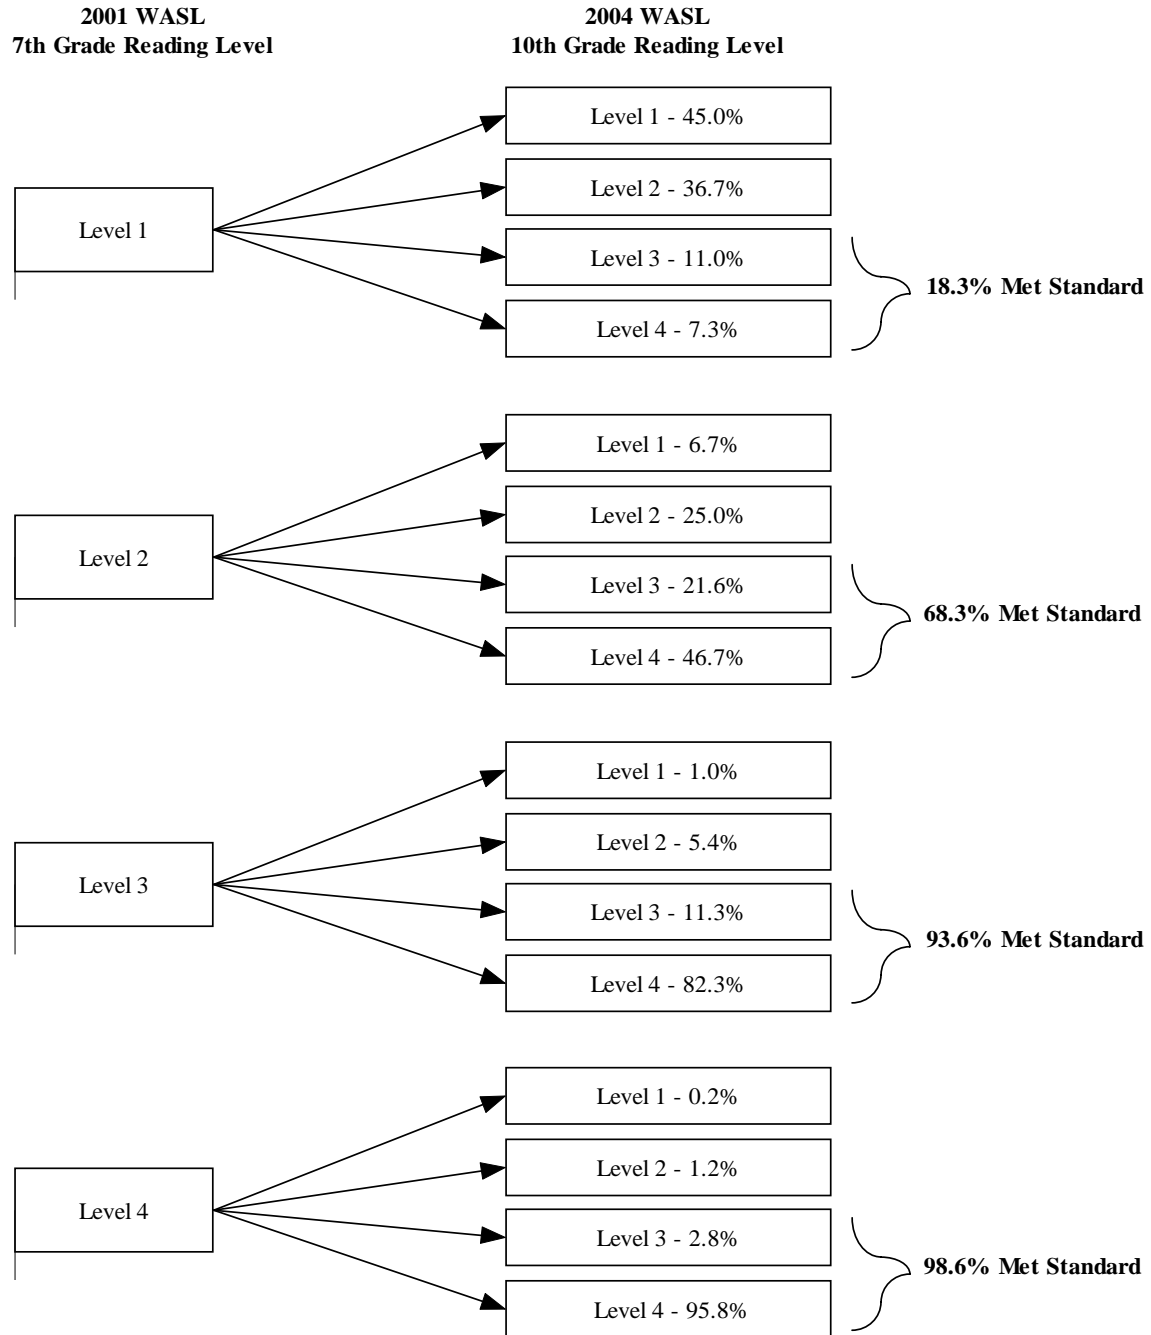 2001 WASL
7th Grade Reading Level
2004 WASL
10th Grade Reading Level
Level 1
Level 1 - 45.0%
Level 2 - 36.7%
Level 3 - 11.0%
Level 4 - 7.3%
18.3% Met Standard
Level 2
Level 1 - 6.7%
Level 2 - 25.0%
Level 3 - 21.6%
Level 4 - 46.7%
68.3% Met Standard
Level 3
Level 1 - 1.0%
Level 2 - 5.4%
Level 3 - 11.3%
Level 4 - 82.3%
93.6% Met Standard
Level 4
Level 1 - 0.2%
Level 2 - 1.2%
Level 3 - 2.8%
Level 4 - 95.8%
98.6% Met Standard